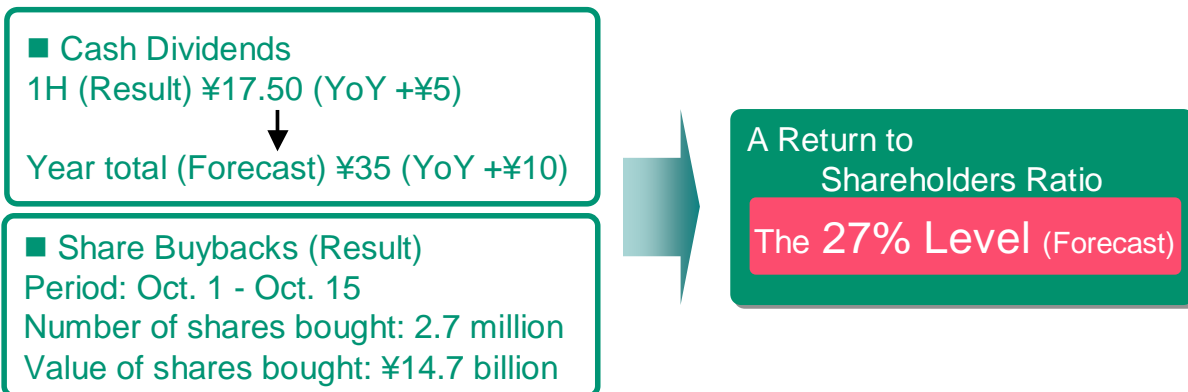 ■ Cash Dividends
1H (Result) ¥17.50 (YoY +¥5)
Year total (Forecast) ¥35 (YoY +¥10)
■ Share Buybacks (Result)
Period: Oct. 1 - Oct. 15
Number of shares bought: 2.7 million
Value of shares bought: ¥14.7 billion
A Return to
Shareholders Ratio
The 27% Level (Forecast)